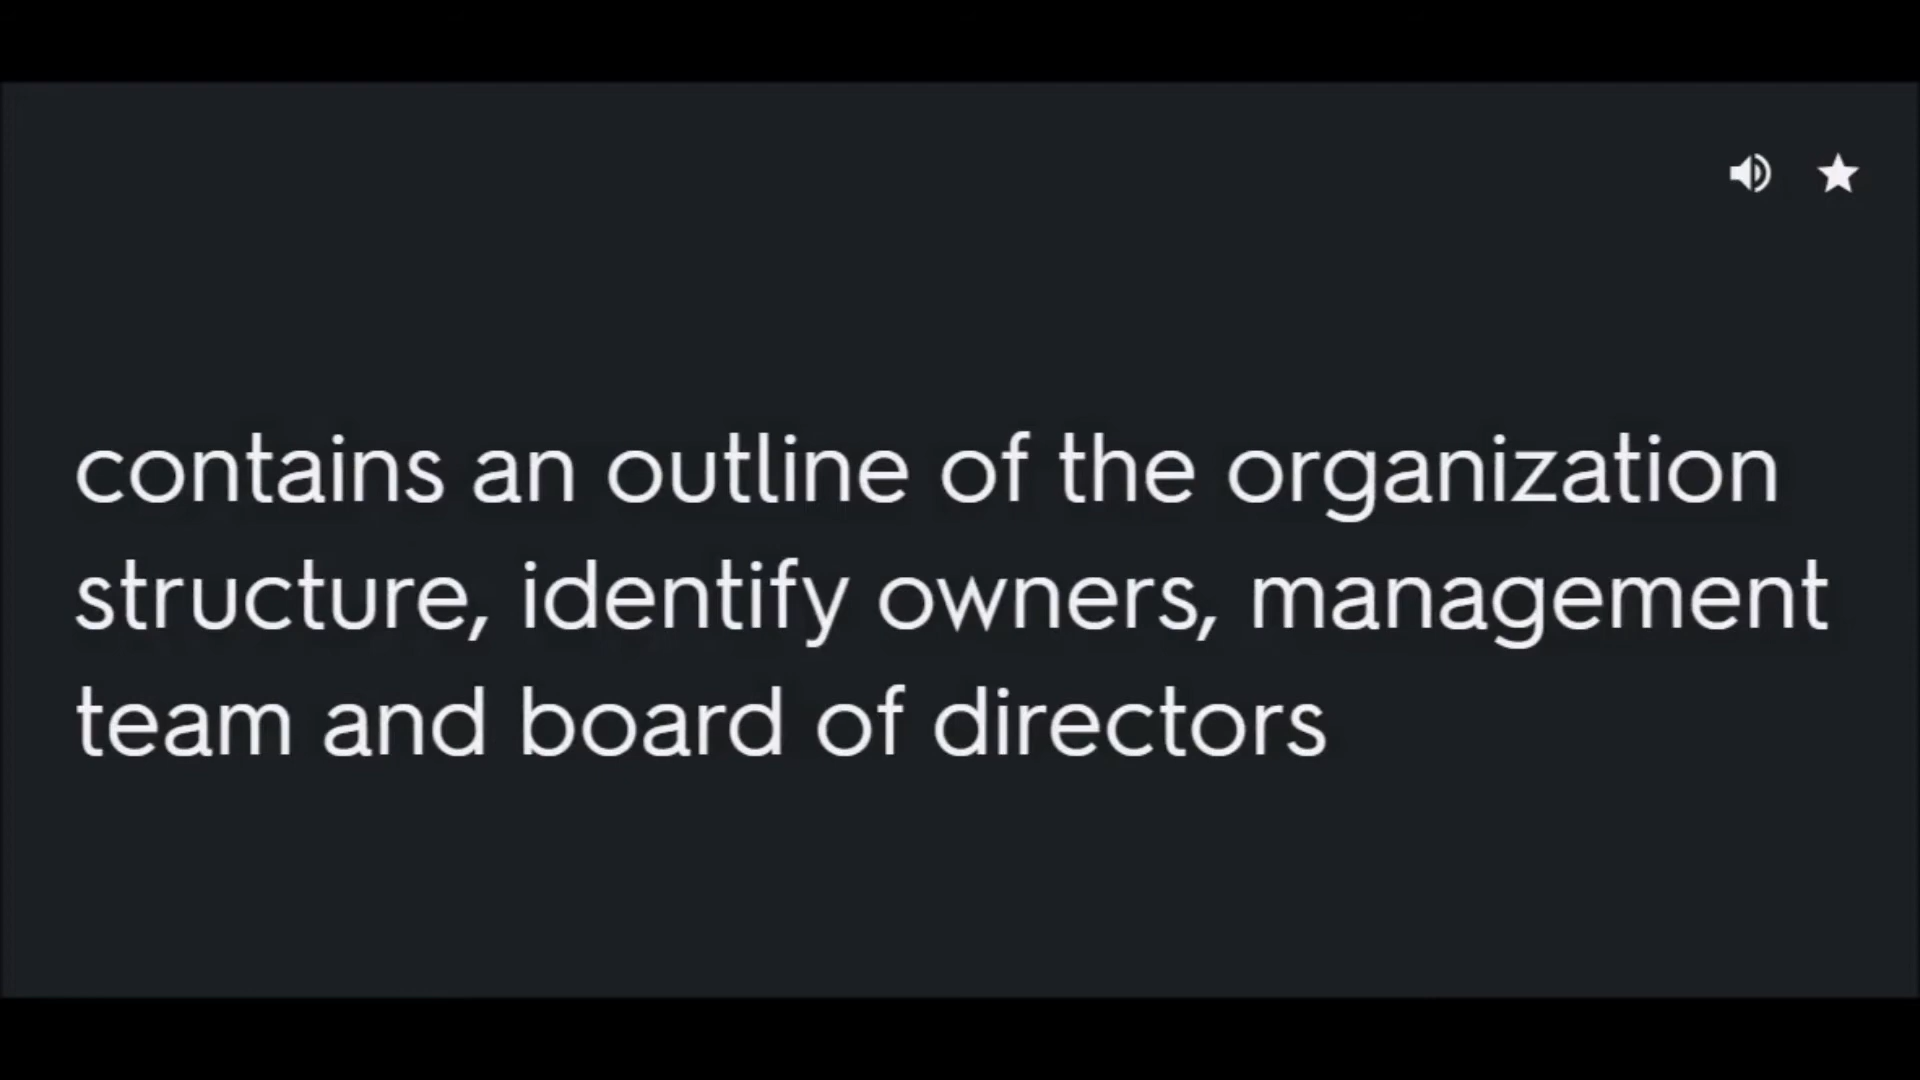 contains an outline of the organization
structure, identify owners, management
team and board of directors